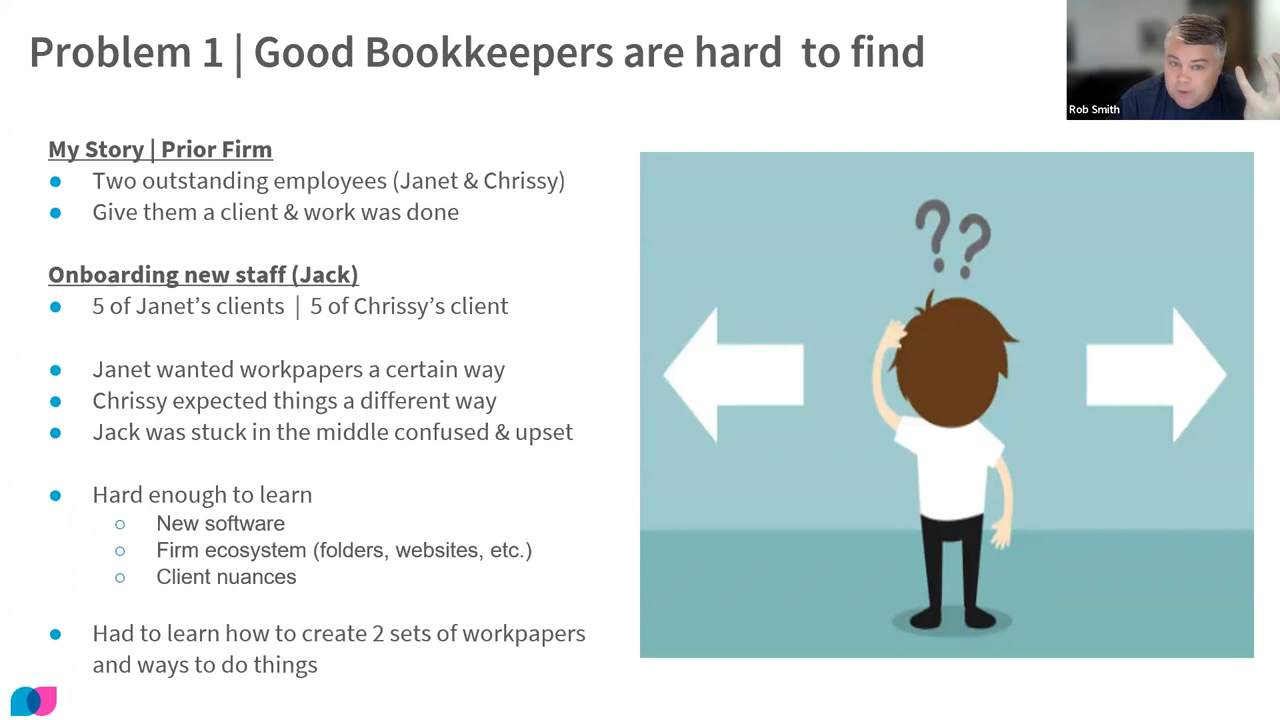 Problem 1 | Good Bookkeepers are hard  to find
Rob Smith
My Story | Prior Firm
● Two outstanding employees (Janet & Chrissy)
● Give them a client & work was done
Onboarding new staff (Jack)
● 5 of Janet’s clients | 5 of Chrissy’s client
● Janet wanted workpapers a certain way
● Chrissy expected things a different way
● Jack was stuck in the middle confused & upset
● Hard enough to learn
○ New software
○ Firm ecosystem (folders, websites, etc.)
○ Client nuances
● Had to learn how to create 2 sets of workpapers
and ways to do things
??